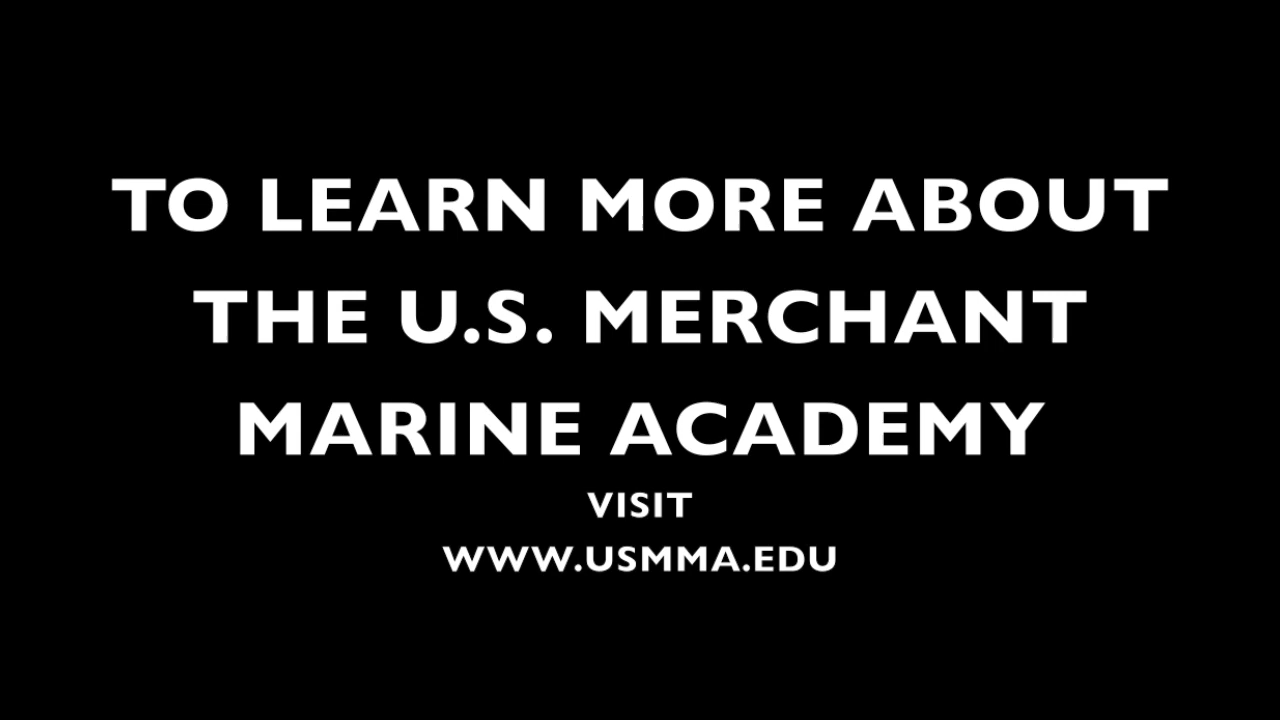 TO LEARN MORE ABOUT
THE U.S. MERCHANT
MARINE ACADEMY
VISIT
WWW.USMMA.EDU